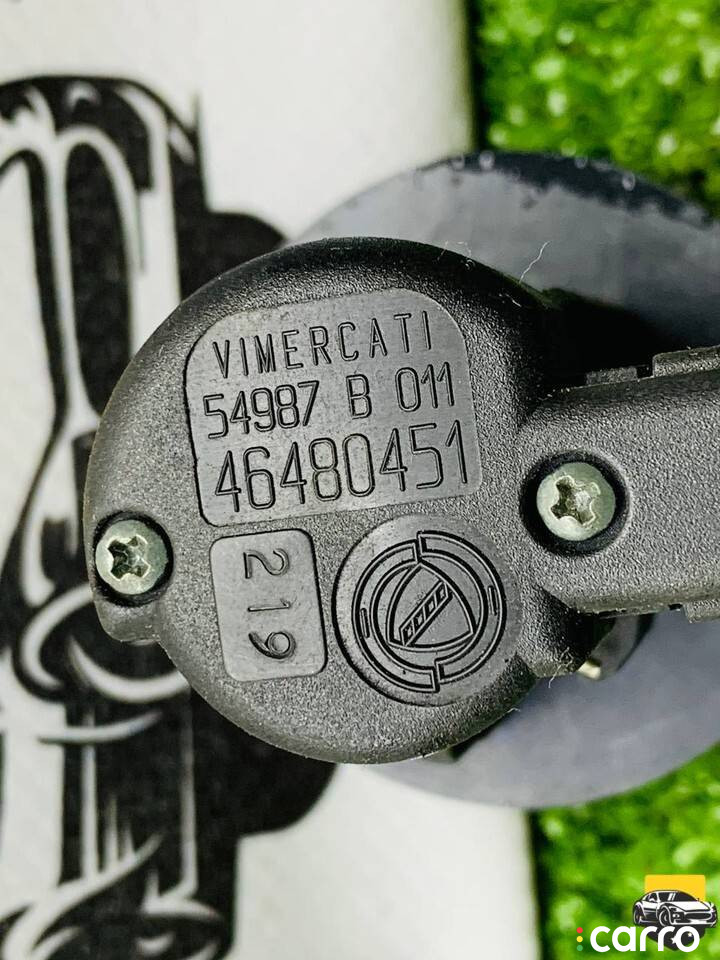 VIMERCATI
54987 B 011
46480451
219
carro